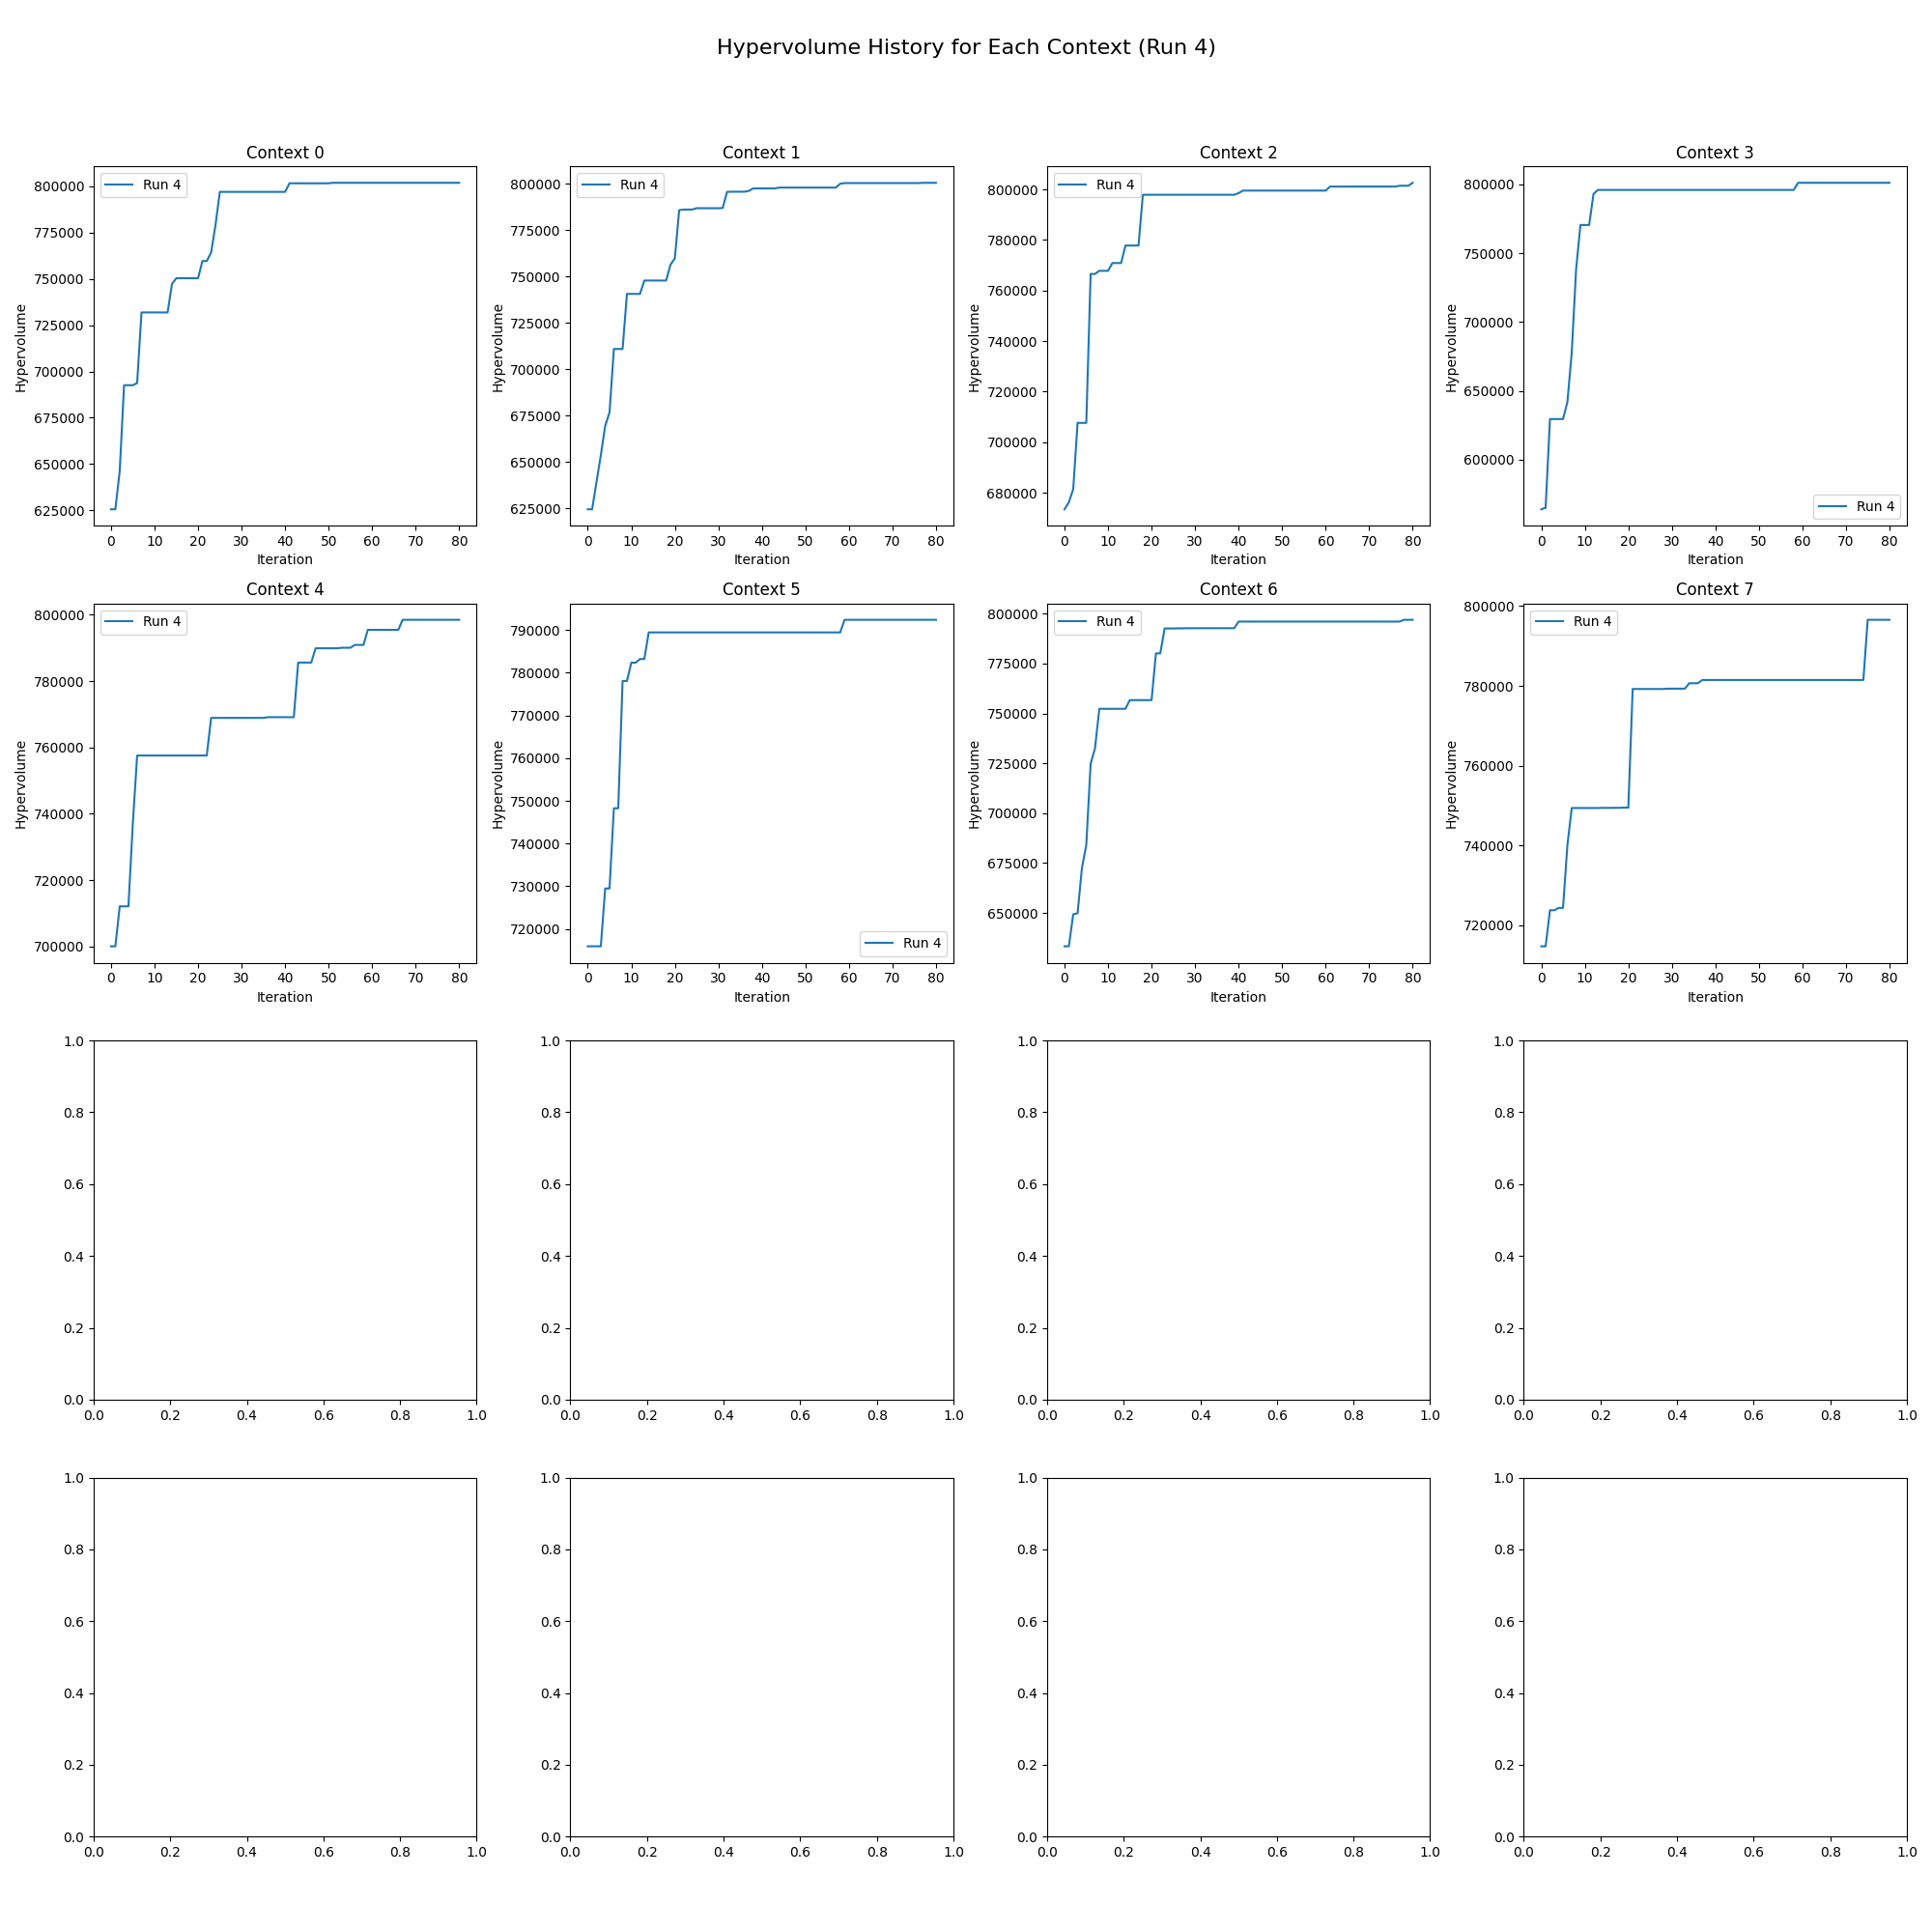 Hypervolume History for Each Context (Run 4)
Context 0
Run 4
800000
775000
750000
725000
700000
675000
650000
625000
Hypervolume
0 10 20 30 40 50 60 70 80
Iteration
Context 1
Run 4
800000
775000
750000
725000
700000
675000
650000
625000
Hypervolume
0 10 20 30 40 50 60 70 80
Iteration
Context 2
Run 4
800000
780000
760000
740000
720000
700000
680000
Hypervolume
0 10 20 30 40 50 60 70 80
Iteration
Context 3
800000
750000
700000
650000
600000
Hypervolume
Run 4
0 10 20 30 40 50 60 70 80
Iteration
Context 4
Run 4
800000
780000
760000
740000
720000
700000
Hypervolume
0 10 20 30 40 50 60 70 80
Iteration
Context 5
790000
780000
770000
760000
750000
740000
730000
720000
Hypervolume
Run 4
0 10 20 30 40 50 60 70 80
Iteration
Context 6
Run 4
800000
775000
750000
725000
700000
675000
650000
Hypervolume
0 10 20 30 40 50 60 70 80
Iteration
Context 7
Run 4
800000
780000
760000
740000
720000
Hypervolume
0 10 20 30 40 50 60 70 80
Iteration
1.0
0.8
0.6
0.4
0.2
0.0
0.0 0.2 0.4 0.6 0.8 1.0
1.0
0.8
0.6
0.4
0.2
0.0
0.0 0.2 0.4 0.6 0.8 1.0
1.0
0.8
0.6
0.4
0.2
0.0
0.0 0.2 0.4 0.6 0.8 1.0
1.0
0.8
0.6
0.4
0.2
0.0
0.0 0.2 0.4 0.6 0.8 1.0
1.0
0.8
0.6
0.4
0.2
0.0
0.0 0.2 0.4 0.6 0.8 1.0
1.0
0.8
0.6
0.4
0.2
0.0
0.0 0.2 0.4 0.6 0.8 1.0
1.0
0.8
0.6
0.4
0.2
0.0
0.0 0.2 0.4 0.6 0.8 1.0
1.0
0.8
0.6
0.4
0.2
0.0
0.0 0.2 0.4 0.6 0.8 1.0